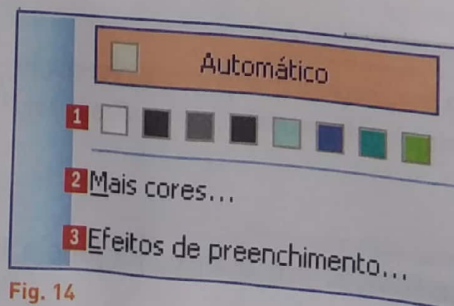 Automático
1
2 Mais cores...
3 Efeitos de preenchimento...
Fig. 14